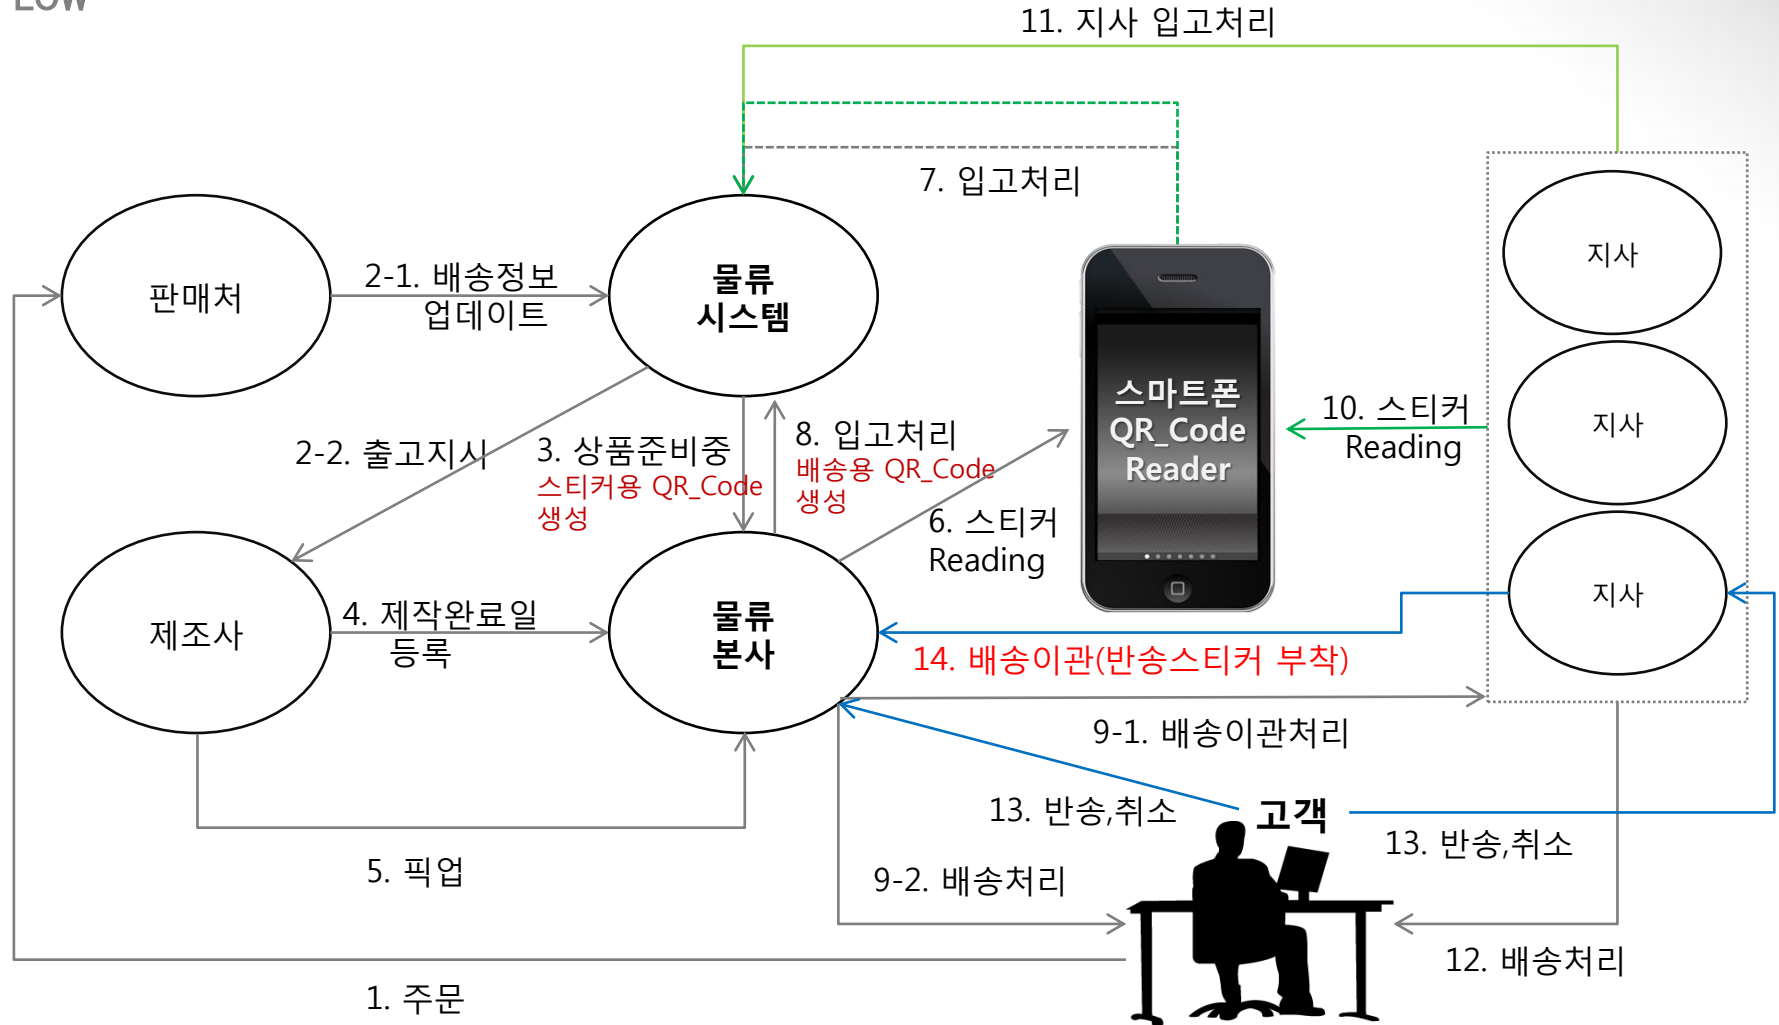 11. 지사 입고처리
7. 입고처리
판매처
2-1. 배송정보
업데이트
물류
시스템
지사
스마트폰
QR_Code
Reader
10. 스티커
Reading
지사
2-2. 출고지시
3. 상품준비중
스티커용 QR_Code
생성
8. 입고처리
배송용 QR_Code
생성
6. 스티커
Reading
지사
제조사
4. 제작완료일
등록
물류
본사
14. 배송이관(반송스티커 부착)
9-1. 배송이관처리
13. 반송,취소
고객
13. 반송,취소
5. 픽업
9-2. 배송처리
12. 배송처리
1. 주문